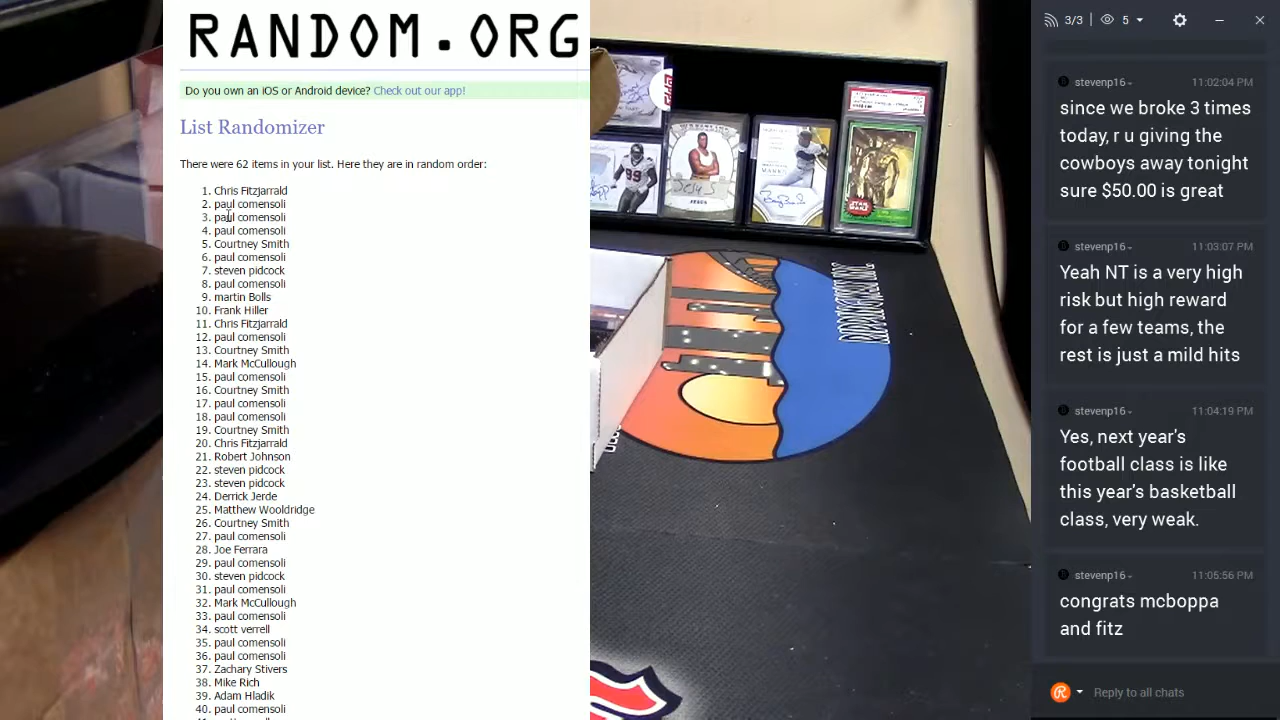 RANDOM.ORG
Do you own an iOS or Android device? Check out our app!
List Randomizer
There were 62 items in your list. Here they are in random order:
1. Chris Fitzjarrald
2. paul comensoli
3. paul comensoli
4. paul comensoli
5. Courtney Smith
6. paul comensoli
7. steven pidcock
8. paul comensoli
9. martin Bolls
10. Frank Hiller
11. Chris Fitzjarrald
12. paul comensoli
13. Courtney Smith
14. Mark McCullough
15. paul comensoli
16. Courtney Smith
17. paul comensoli
18. paul comensoli
19. Courtney Smith
20. Chris Fitzjarrald
21. Robert Johnson
22. steven pidcock
23. steven pidcock
24. Derrick Jerde
25. Matthew Wooldridge
26. Courtney Smith
27. paul comensoli
28. Joe Ferrara
29. paul comensoli
30. steven pidcock
31. paul comensoli
32. Mark McCullough
33. paul comensoli
34. scott verrell
35. paul comensoli
36. paul comensoli
37. Zachary Stivers
38. Mike Rich
39. Adam Hladik
40. paul comensoli
99
STAR WARS
3/3 5
stevenp16 11:02:04 PM
since we broke 3 times
today r u giving the
cowboys away tonight
sure $50.00 is great
stevenp16 11:03:07 PM
Yeah NT is a very high
risk but high reward
for a few teams, the
rest is just a mild hits
stevenp16 11:04:19 PM
Yes, next year's
football class is like
this year's basketball
class, very weak.
stevenp16 11:05:56 PM
congrats mcboppa
and fitz
Reply to all chats